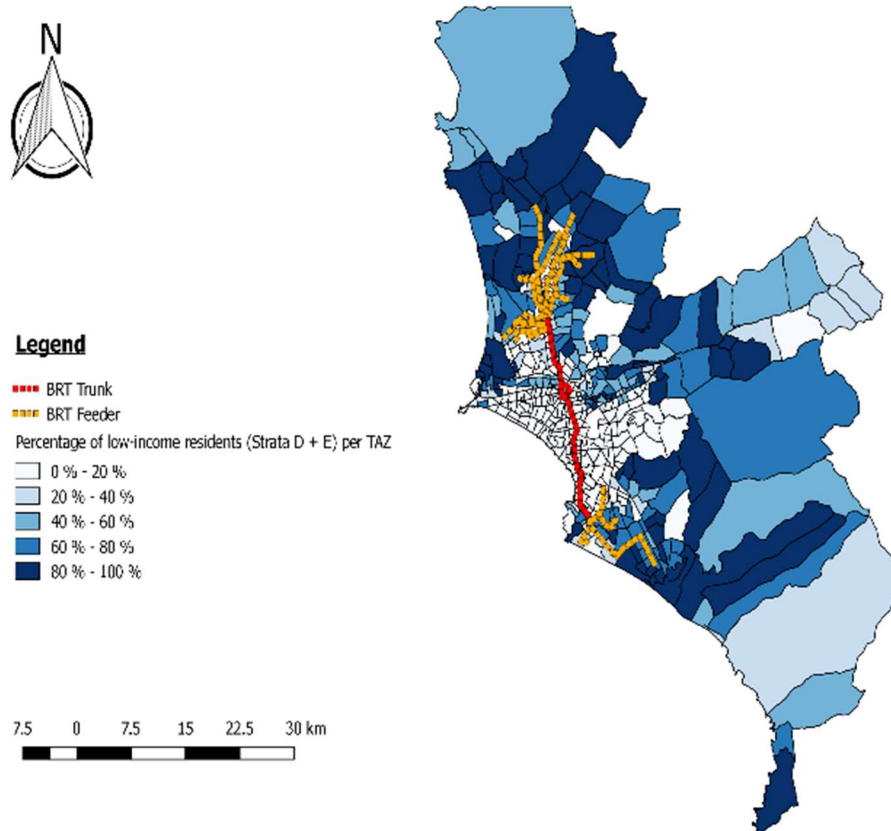 N
Legend
BRT Trunk
BRT Feeder
Percentage of low-income residents (Strata D + E) per TAZ
0 % - 20 %
20 % - 40 %
40 % - 60 %
60 % - 80 %
80 % - 100 %
7.5 0 7.5 15 22.5 30 km